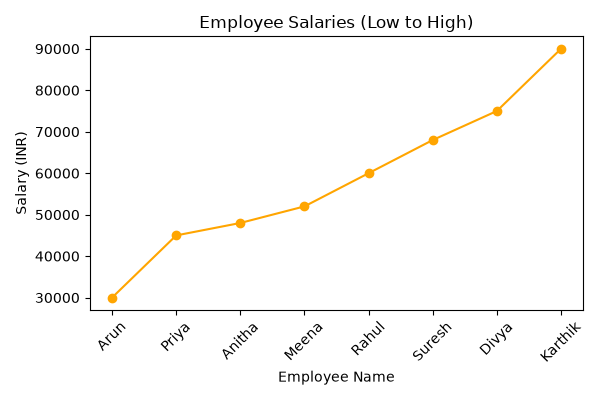 Employee Salaries (Low to High)
90000
80000
70000
60000
50000
40000
30000
Salary (INR)
Arun
Priya
Anitha
Meena
Rahul
Suresh
Divya
Karthik
Employee Name